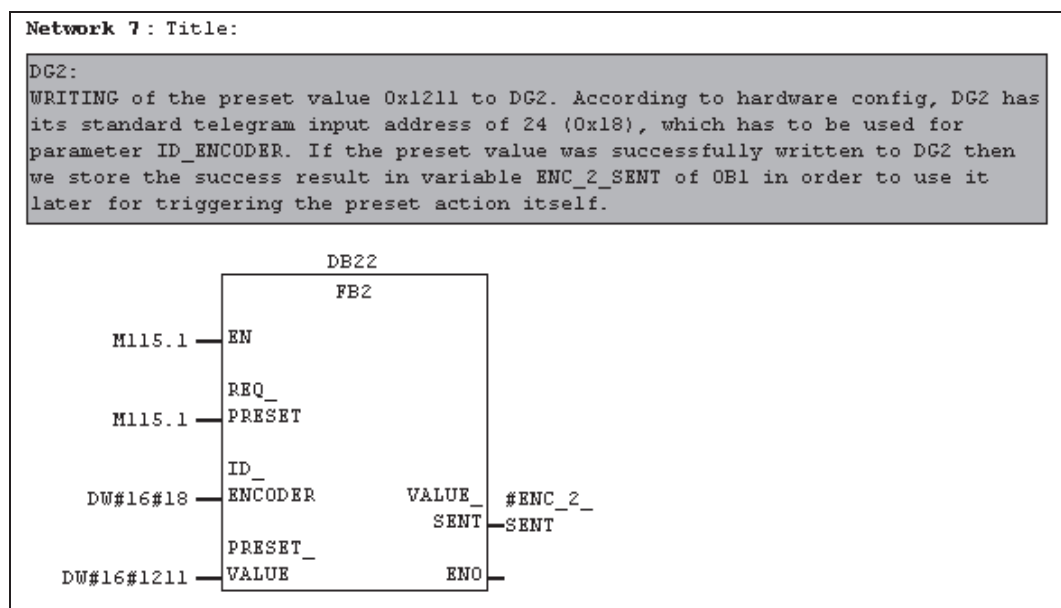 Network 7 : Title:
DG2:
WRITING of the preset value 0x1211 to DG2. According to hardware config, DG2 has
its standard telegram input address of 24 (0x18), which has to be used for
parameter ID_ENCODER. If the preset value was successfully written to DG2 then
we store the success result in variable ENC_2_SENT of OB1 in order to use it
later for triggering the preset action itself.
DB22
FB2
M115.1 EN
REQ_
M115.1 PRESET
ID_
DW#16#18 ENCODER VALUE_ #ENC_2_
SENT SENT
PRESET_
DW#16#1211 VALUE ENO